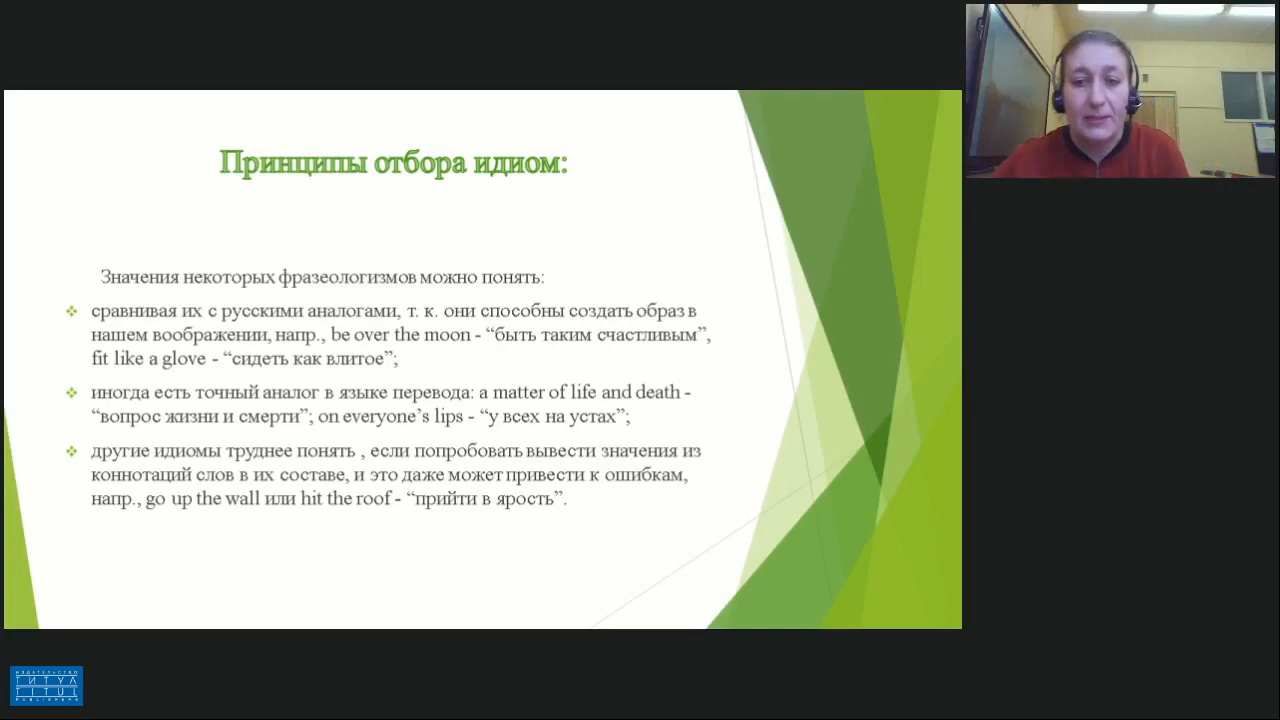 Принципы отбора идиом:
Значения некоторых фразеологизмов можно понять:
сравнивая их с русскими аналогами, т. к. они способны создать образ в
нашем воображении, напр., be over the moon - “быть таким счастливым”,
fit like a glove - “сидеть как влитое”;
иногда есть точный аналог в языке перевода: a matter of life and death -
“вопрос жизни и смерти”; on everyone’s lips - “у всех на устах”;
другие идиомы труднее понять , если попробовать вывести значения из
коннотаций слов в их составе, и это даже может привести к ошибкам,
напр., go up the wall или hit the roof - “прийти в ярость”.
ИЗДАТЕЛЬСТВО
ТИТУЛ
TITUL
PUBLISHERS